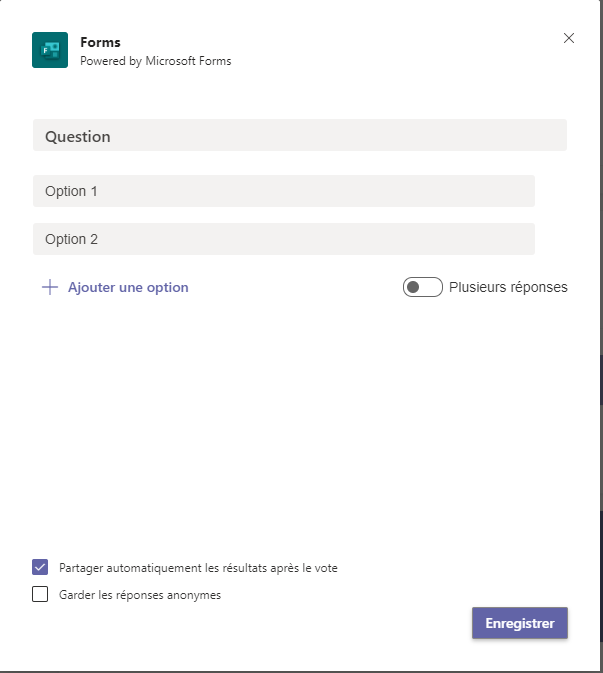 Forms
Powered by Microsoft Forms
Question
Option 1
Option 2
Ajouter une option
Plusieurs réponses
Partager automatiquement les résultats après le vote
Garder les réponses anonymes
Enregistrer